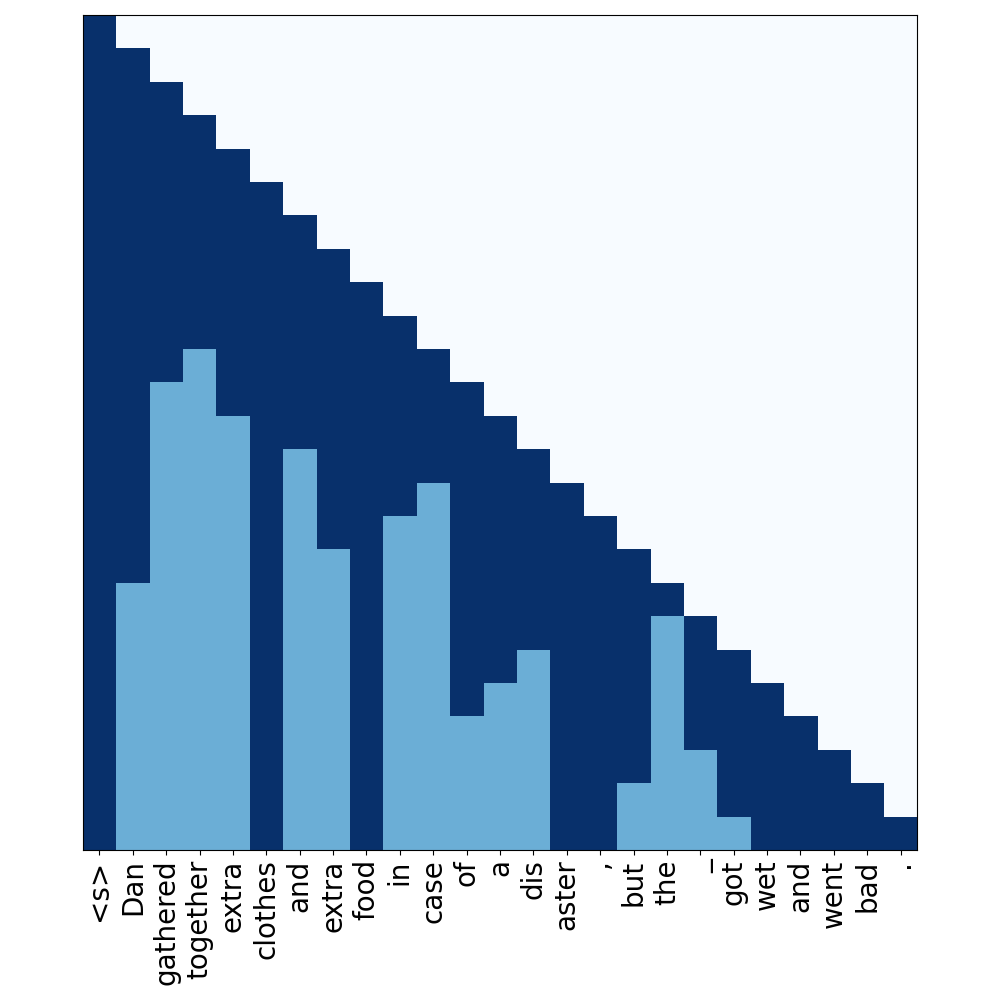 <s> Dan gathered together extra clothes and extra food in case of a dis aster , but the _ got wet and went bad .